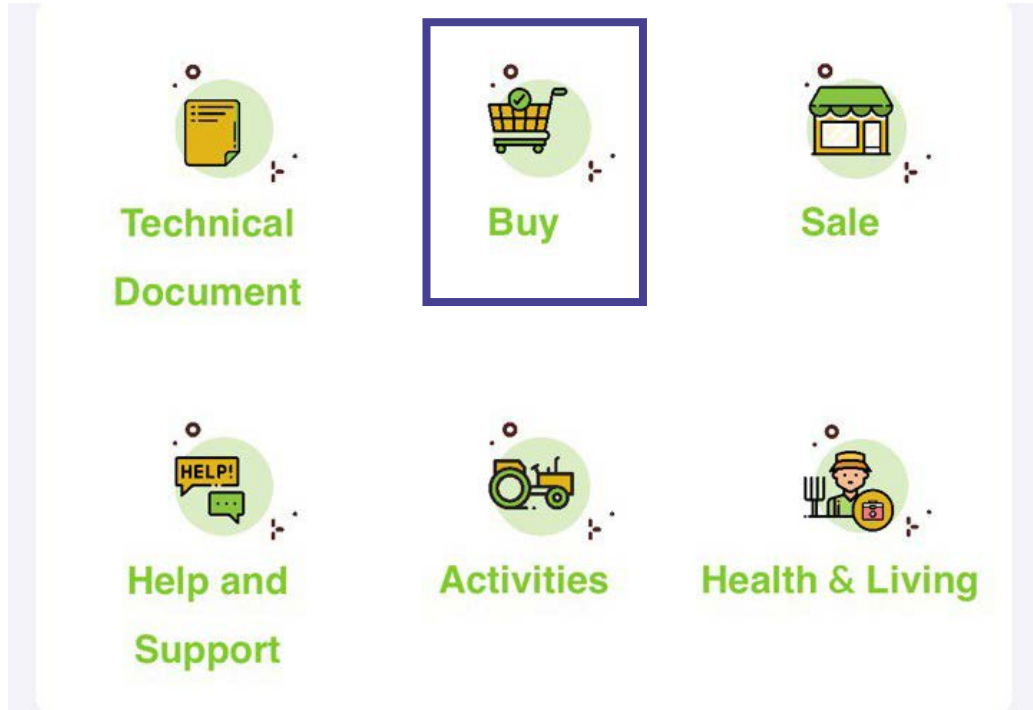 Technical
Document
Buy
Sale
HELP!
Help and
Support
Activities
Health & Living